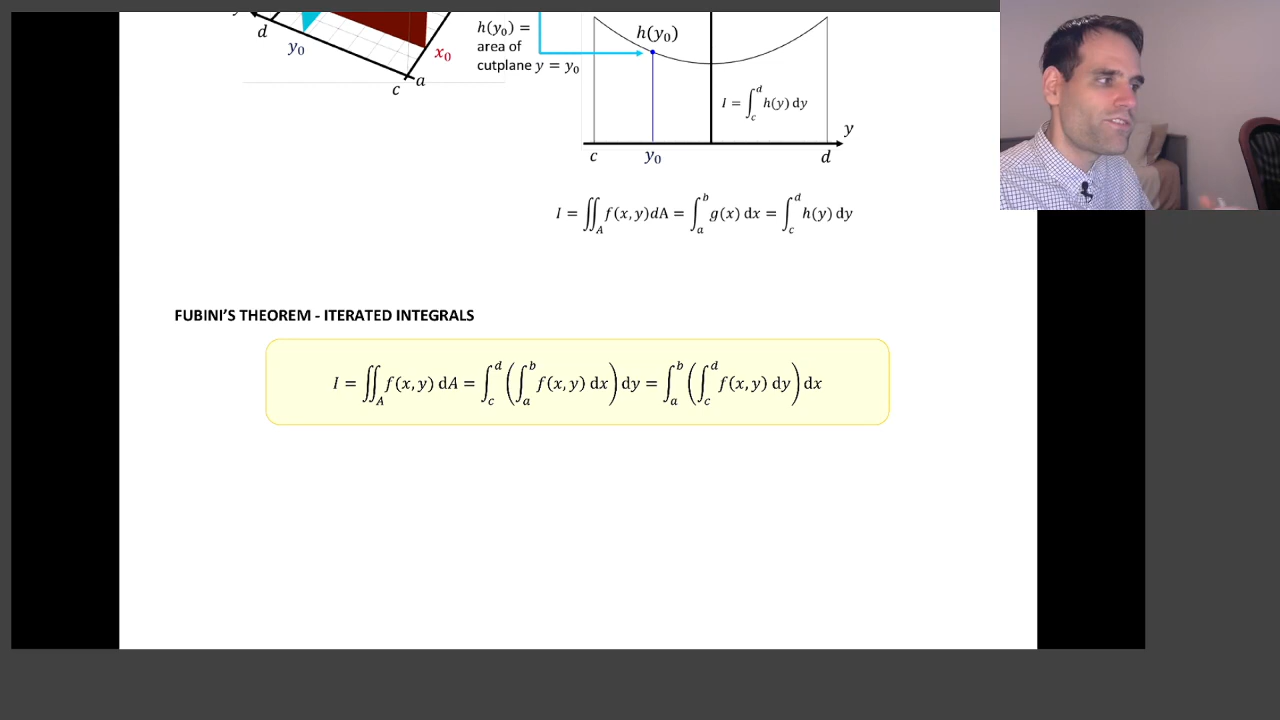 d
y₀
x₀
a
c
h(y₀) =
area of
cutplane y = y₀
h(y₀)
I = ∫_c^d h(y) dy
y
c
y₀
d
I = ∬_A f(x, y)dA = ∫_a^b g(x) dx = ∫_c^d h(y) dy
FUBINI'S THEOREM - ITERATED INTEGRALS
I = ∬_A f(x, y) dA = ∫_c^d (∫_a^b f(x, y) dx) dy = ∫_a^b (∫_c^d f(x, y) dy) dx